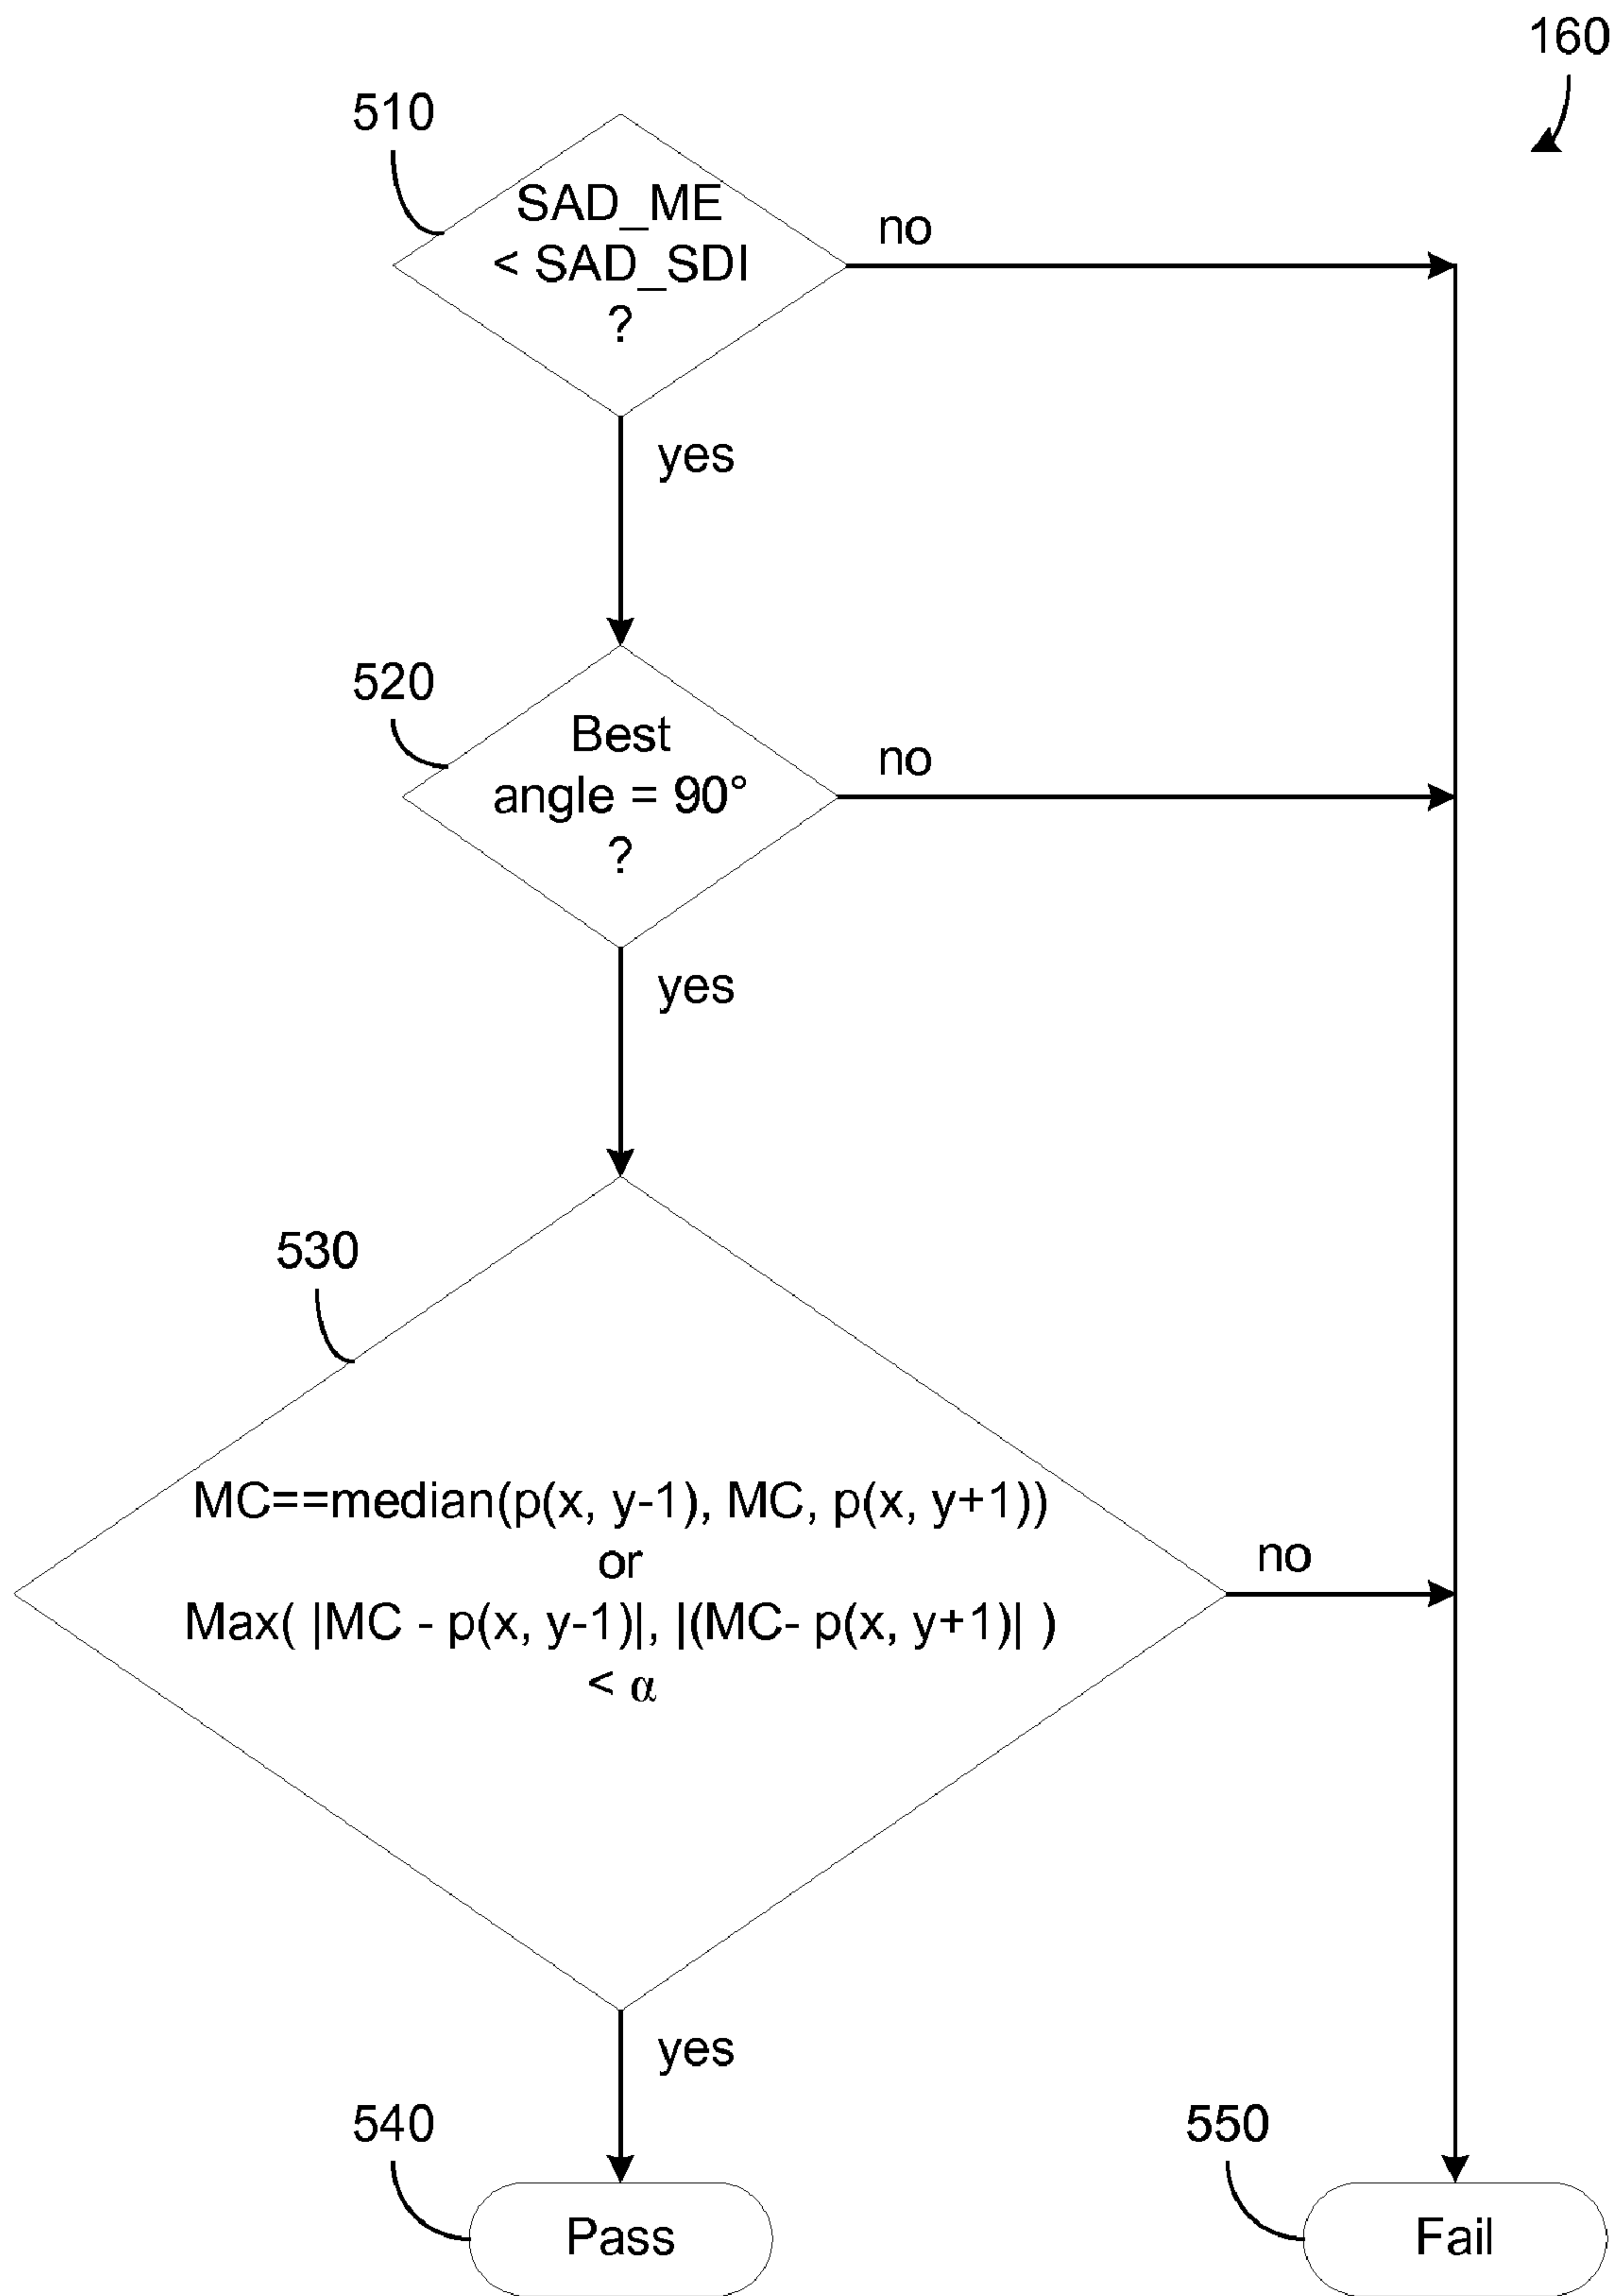 160
510
SAD_ME
< SAD_SDI
?
no
yes
520
Best
angle = 90°
?
no
yes
530
MC==median(p(x, y-1), MC, p(x, y+1))
or
Max( |MC - p(x, y-1)|, |(MC- p(x, y+1)| )
< α
no
yes
540
Pass
550
Fail